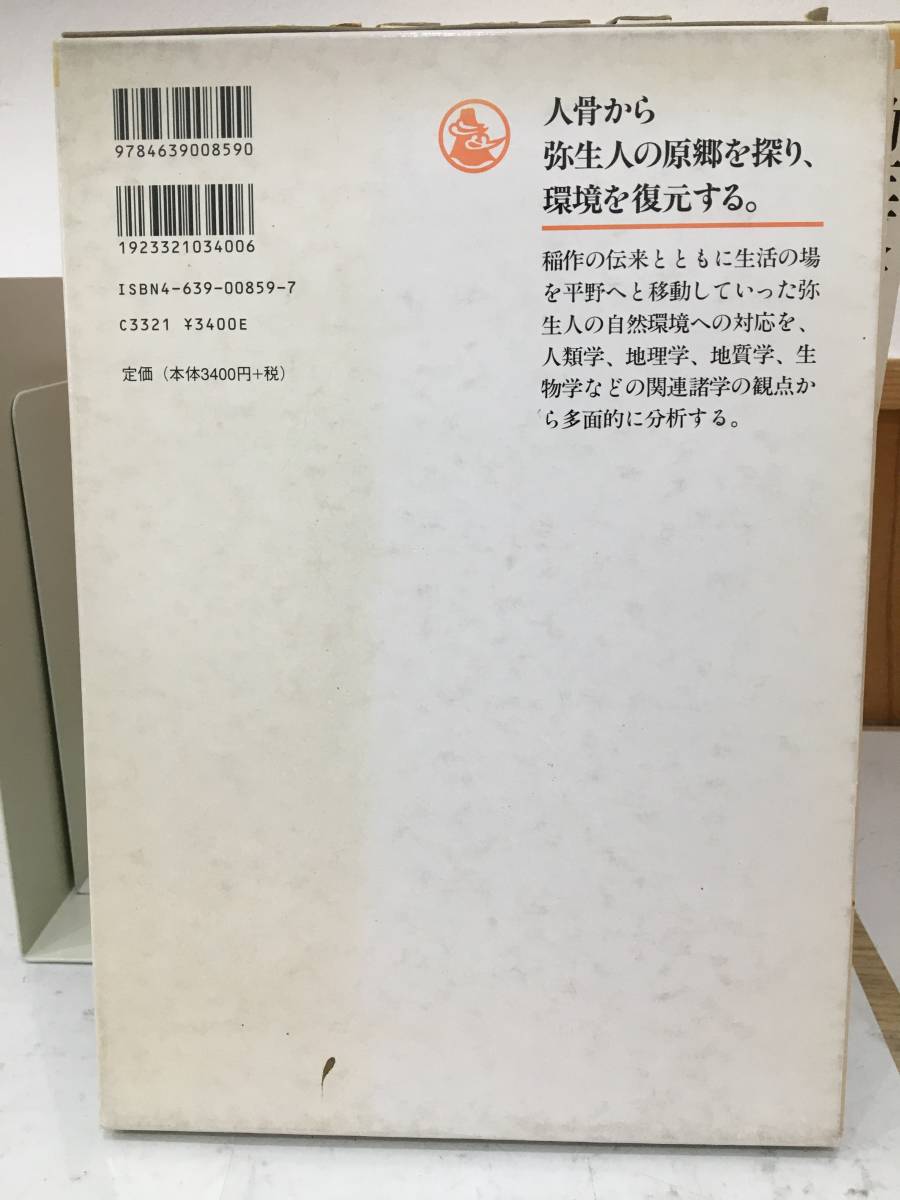 9784639008590
1923321034006
ISBN4-639-00859-7
C3321 ¥3400E
定価（本体3400円+税）
人骨から
弥生人の原郷を探り、
環境を復元する。
稲作の伝来とともに生活の場
を平野へと移動していった弥
生人の自然環境への対応を、
人類学、地理学、地質学、生
物学などの関連諸学の観点か
ら多面的に分析する。